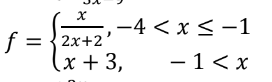 f = { x/(2x+2), −4 < x ≤ −1
x + 3, − 1 < x